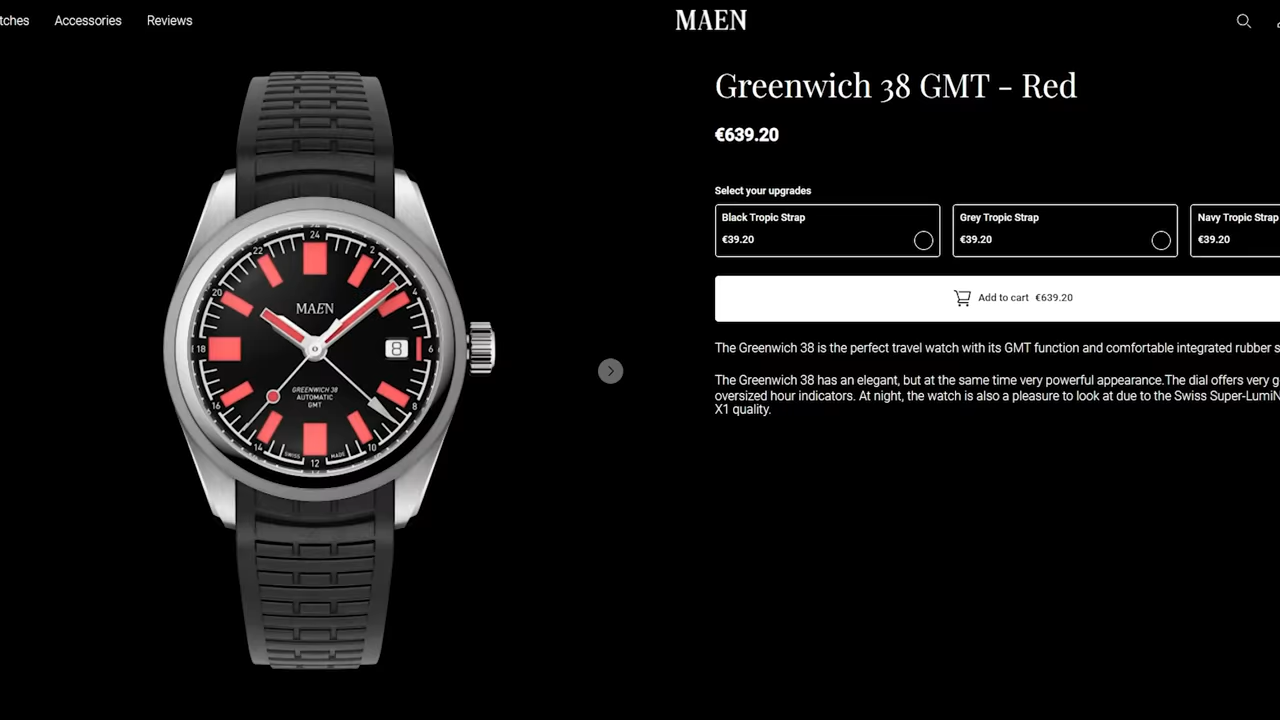 tches Accessories Reviews MAEN
Greenwich 38 GMT - Red
€639.20
Select your upgrades
Black Tropic Strap Grey Tropic Strap Navy Tropic Strap
€39.20 €39.20 €39.20
Add to cart €639.20
The Greenwich 38 is the perfect travel watch with its GMT function and comfortable integrated rubber s
The Greenwich 38 has an elegant, but at the same time very powerful appearance.The dial offers very g
oversized hour indicators. At night, the watch is also a pleasure to look at due to the Swiss Super-LumiN
X1 quality.
24
22 2
20 4
MAEN
18 8 6
GREENWICH 38
AUTOMATIC
GMT
16 8
14 10
SWISS MADE
12